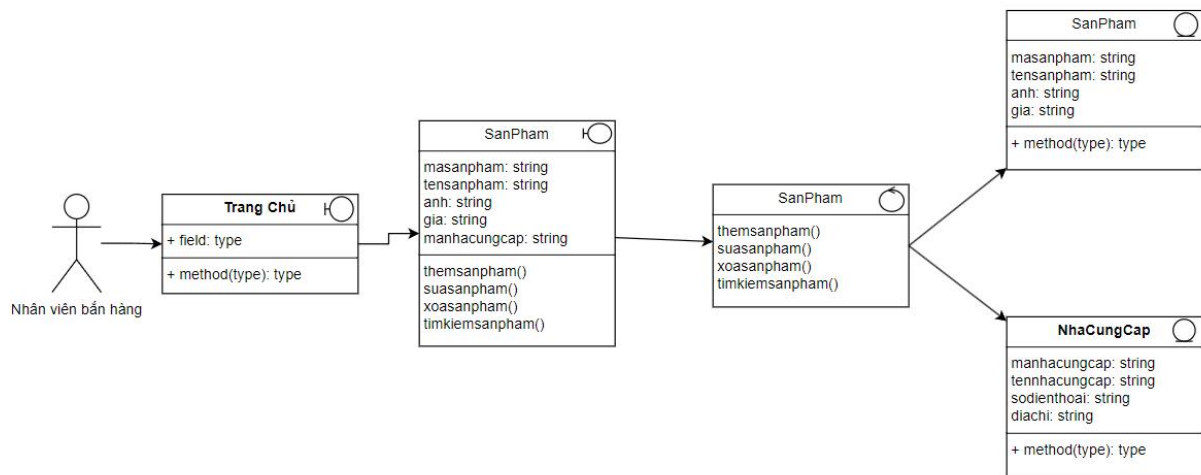 Nhân viên bắn hàng
Trang Chủ
+ field: type
+ method(type): type
SanPham
masanpham: string
tensanpham: string
anh: string
gia: string
manhacungcap: string
themsanpham()
suasanpham()
xoasanpham()
timkiemsanpham()
SanPham
themsanpham()
suasanpham()
xoasanpham()
timkiemsanpham()
SanPham
masanpham: string
tensanpham: string
anh: string
gia: string
+ method(type): type
NhaCungCap
manhacungcap: string
tennhacungcap: string
sodienthoai: string
diachi: string
+ method(type): type